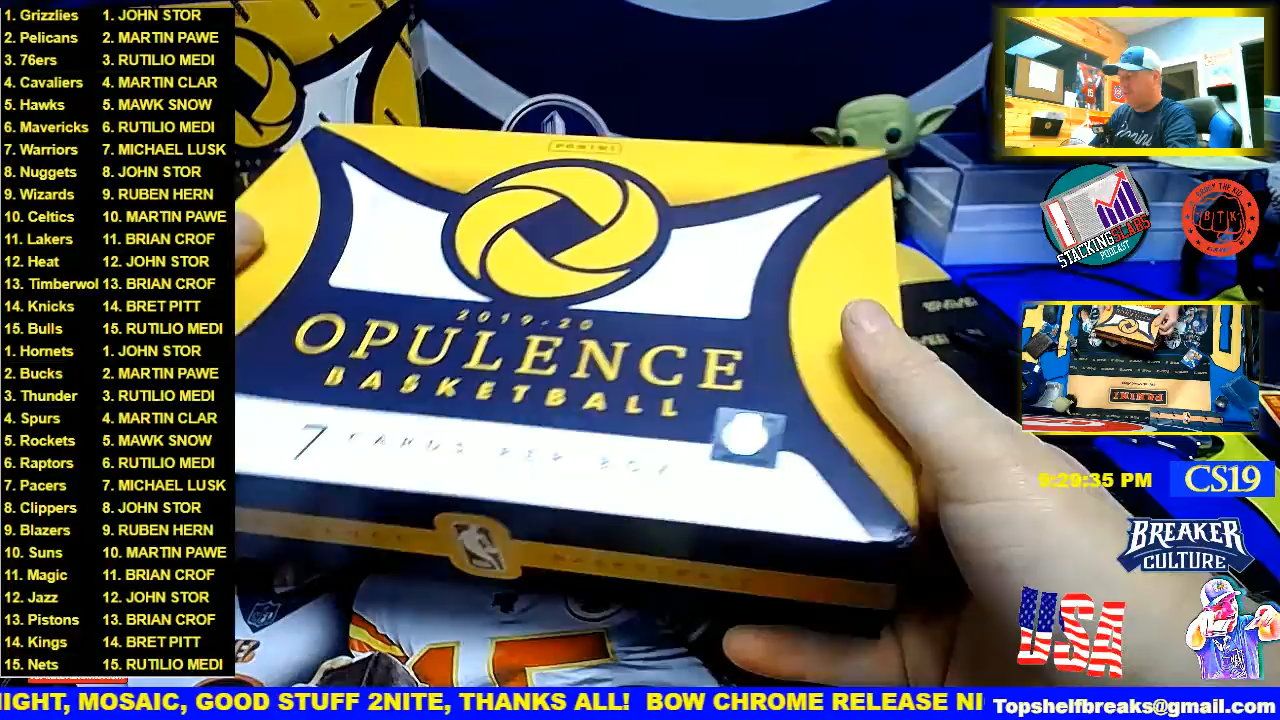 1. Grizzlies 1. JOHN STOR
2. Pelicans 2. MARTIN PAWE
3. 76ers 3. RUTILIO MEDI
4. Cavaliers 4. MARTIN CLAR
5. Hawks 5. MAWK SNOW
6. Mavericks 6. RUTILIO MEDI
7. Warriors 7. MICHAEL LUSK
8. Nuggets 8. JOHN STOR
9. Wizards 9. RUBEN HERN
10. Celtics 10. MARTIN PAWE
11. Lakers 11. BRIAN CROF
12. Heat 12. JOHN STOR
13. Timberwol 13. BRIAN CROF
14. Knicks 14. BRET PITT
15. Bulls 15. RUTILIO MEDI
1. Hornets 1. JOHN STOR
2. Bucks 2. MARTIN PAWE
3. Thunder 3. RUTILIO MEDI
4. Spurs 4. MARTIN CLAR
5. Rockets 5. MAWK SNOW
6. Raptors 6. RUTILIO MEDI
7. Pacers 7. MICHAEL LUSK
8. Clippers 8. JOHN STOR
9. Blazers 9. RUBEN HERN
10. Suns 10. MARTIN PAWE
11. Magic 11. BRIAN CROF
12. Jazz 12. JOHN STOR
13. Pistons 13. BRIAN CROF
14. Kings 14. BRET PITT
15. Nets 15. RUTILIO MEDI
PANINI
2019-20
OPULENCE
BASKETBALL
7 CARDS PER BOX
STACKING SLABS
PODCAST
BTK
PANINI
9:29:35 PM
CS19
BREAKER
CULTURE
USA
NIGHT, MOSAIC, GOOD STUFF 2NITE, THANKS ALL! BOW CHROME RELEASE NI
Topshelfbreaks@gmail.com